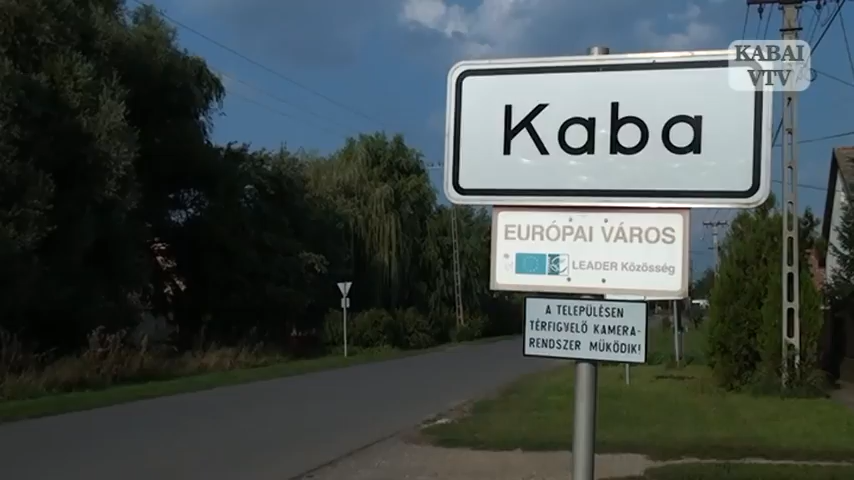 KABAI
VTV
Kaba
EURÓPAI VÁROS
LEADER Közösség
A TELEPÜLÉSEN
TÉRFIGYELŐ KAMERA-
RENDSZER MŰKÖDIK!